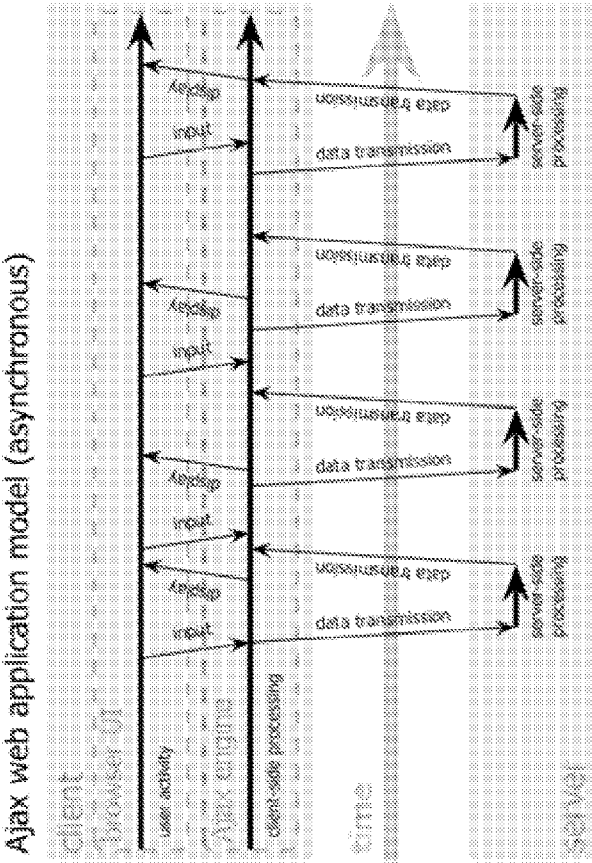 Ajax web application model (asynchronous)
client
browser UI
user activity
input
display
input
display
input
display
input
display
Ajax engine
client-side processing
data transmission
data transmission
data transmission
data transmission
data transmission
data transmission
data transmission
data transmission
time
server-side
processing
server-side
processing
server-side
processing
server-side
processing
server